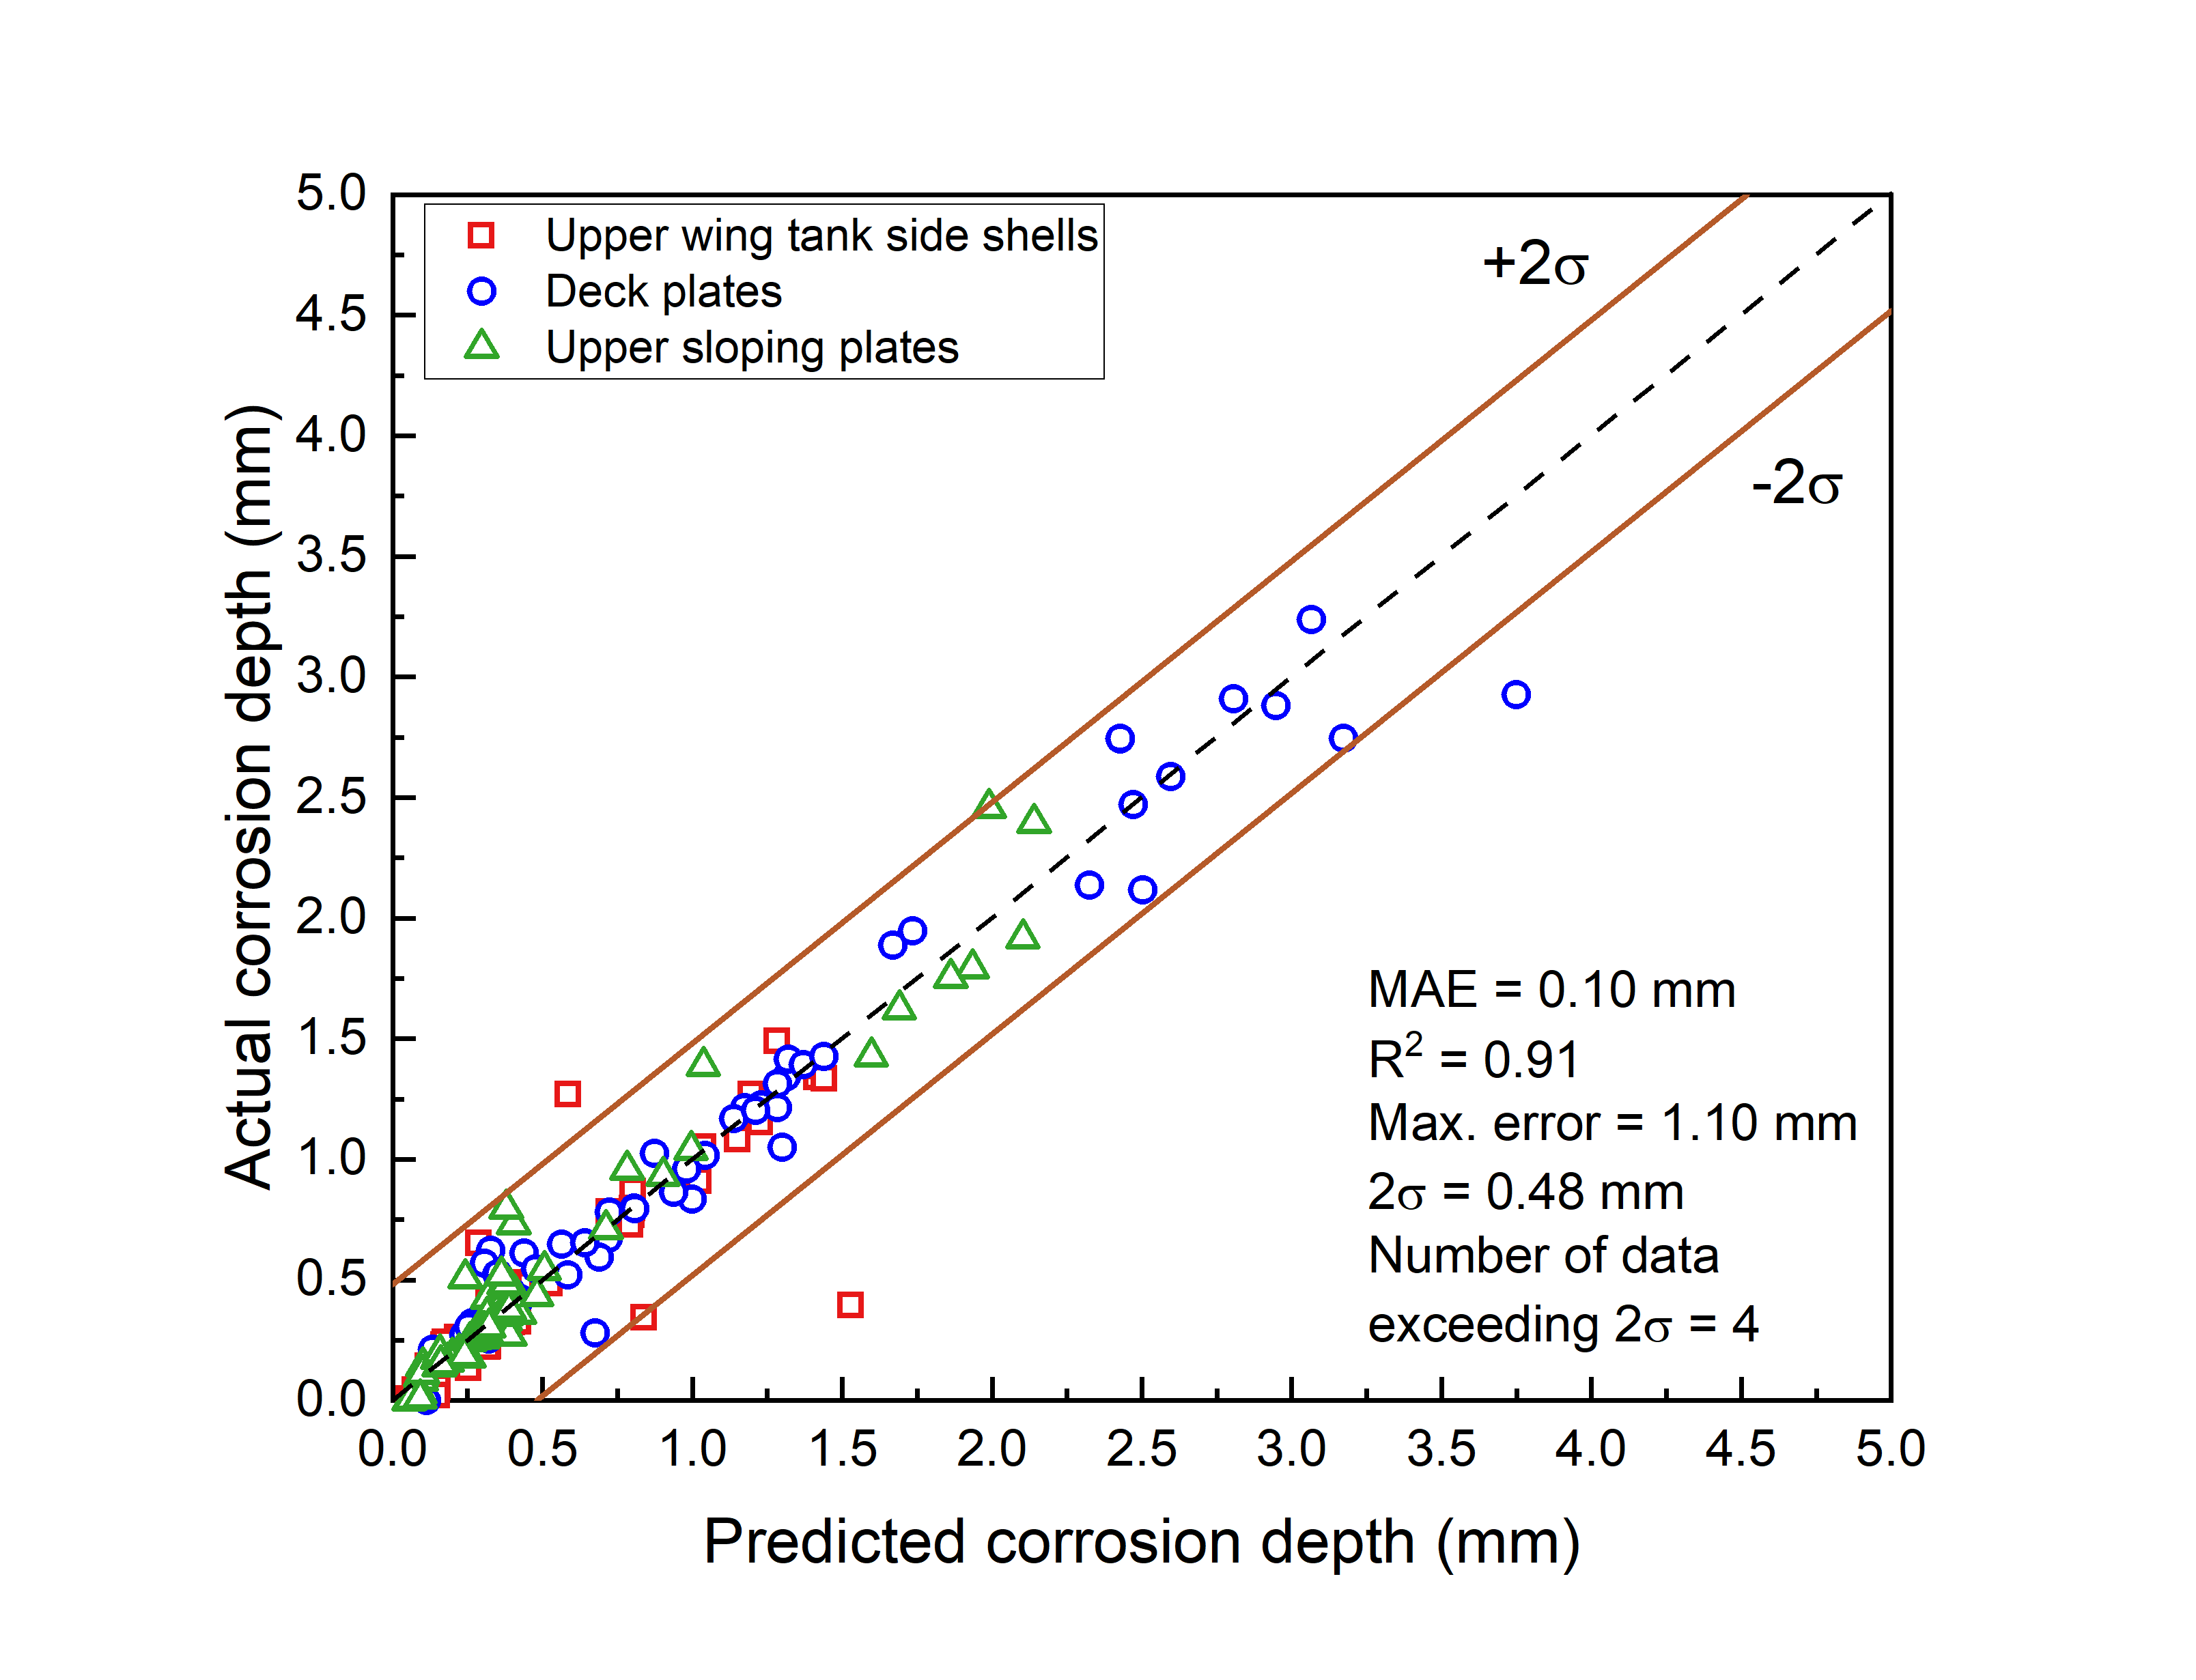 Upper wing tank side shells
Deck plates
Upper sloping plates
+2σ
-2σ
MAE = 0.10 mm
R² = 0.91
Max. error = 1.10 mm
2σ = 0.48 mm
Number of data
exceeding 2σ = 4
Actual corrosion depth (mm)
5.0
4.5
4.0
3.5
3.0
2.5
2.0
1.5
1.0
0.5
0.0
0.0 0.5 1.0 1.5 2.0 2.5 3.0 3.5 4.0 4.5 5.0
Predicted corrosion depth (mm)